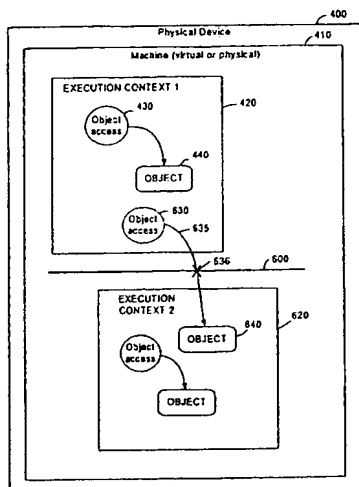 400
Physical Device
410
Machine (virtual or physical)
EXECUTION CONTEXT 1
430
420
Object
access
440
OBJECT
630
Object
access
635
636
600
EXECUTION
CONTEXT 2
640
620
OBJECT
Object
access
OBJECT